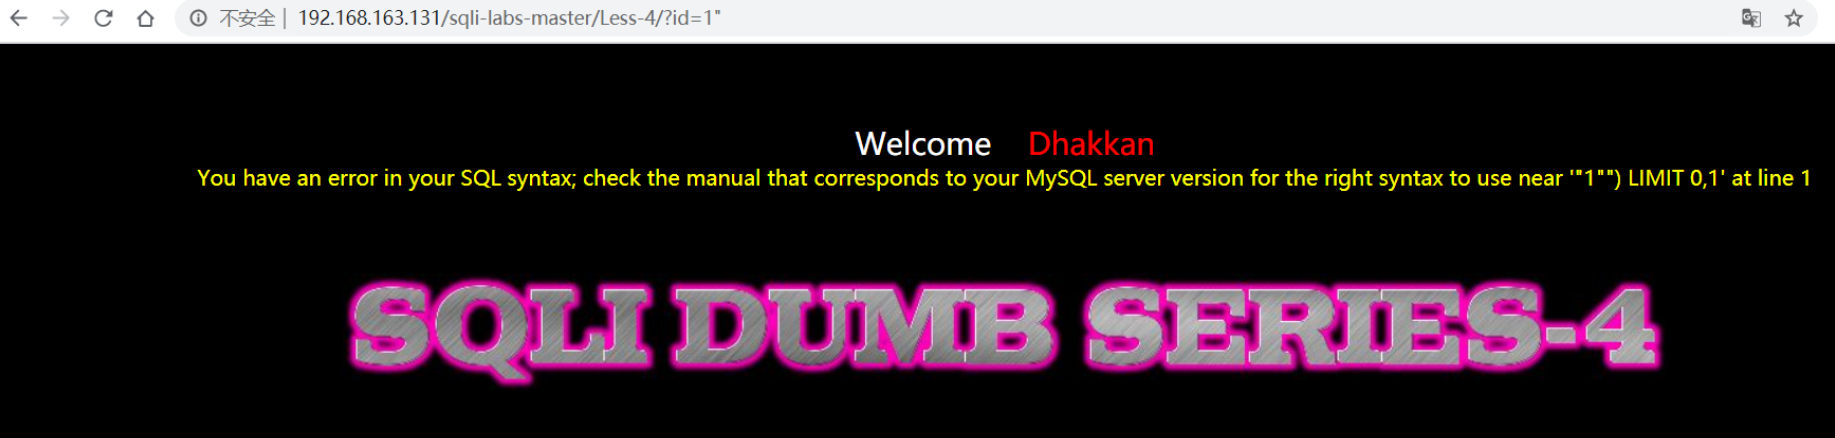 不安全 | 192.168.163.131/sqli-labs-master/Less-4/?id=1"
Welcome Dhakkan
You have an error in your SQL syntax; check the manual that corresponds to your MySQL server version for the right syntax to use near '"1"") LIMIT 0,1' at line 1
SQLI DUMB SERIES-4